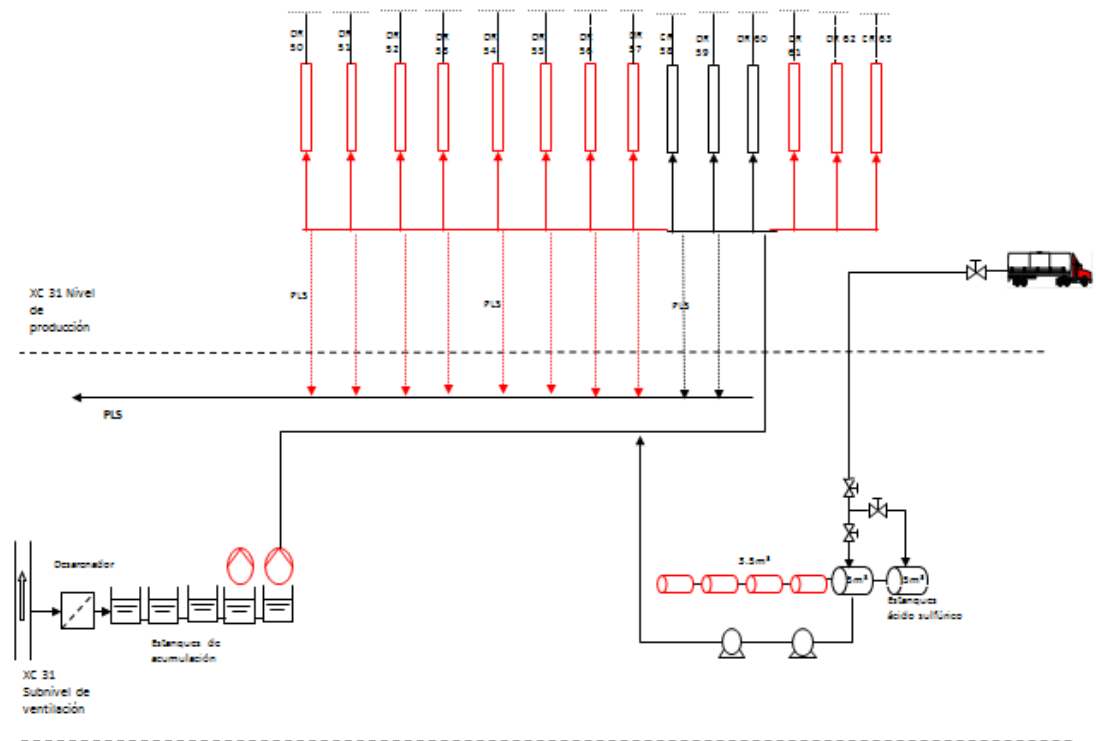 DR 50
DR 51
DR 52
DR 53
DR 54
DR 55
DR 56
DR 57
DR 58
DR 59
DR 60
DR 61
DR 62
DR 63
XC 31 Nivel
de
producción
PLS
PLS
PLS
PLS
Desarenador
3.5m³
5m³
5m³
Estanques
ácido sulfúrico
Estanques de
acumulación
XC 31
Subnivel de
ventilación